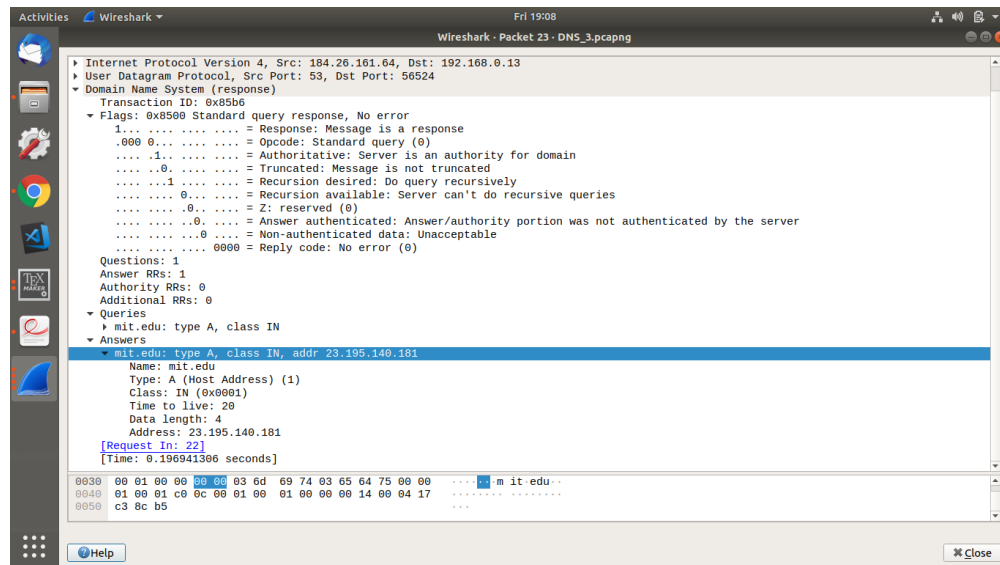 Activities Wireshark Fri 19:08
Wireshark · Packet 23 · DNS_3.pcapng
Internet Protocol Version 4, Src: 184.26.161.64, Dst: 192.168.0.13
User Datagram Protocol, Src Port: 53, Dst Port: 56524
Domain Name System (response)
Transaction ID: 0x85b6
Flags: 0x8500 Standard query response, No error
1... .... .... .... = Response: Message is a response
.000 0... .... .... = Opcode: Standard query (0)
.... .1.. .... .... = Authoritative: Server is an authority for domain
.... ..0. .... .... = Truncated: Message is not truncated
.... ...1 .... .... = Recursion desired: Do query recursively
.... .... 0... .... = Recursion available: Server can't do recursive queries
.... .... .0.. .... = Z: reserved (0)
.... .... ..0. .... = Answer authenticated: Answer/authority portion was not authenticated by the server
.... .... ...0 .... = Non-authenticated data: Unacceptable
.... .... .... 0000 = Reply code: No error (0)
Questions: 1
Answer RRs: 1
Authority RRs: 0
Additional RRs: 0
Queries
mit.edu: type A, class IN
Answers
mit.edu: type A, class IN, addr 23.195.140.181
Name: mit.edu
Type: A (Host Address) (1)
Class: IN (0x0001)
Time to live: 20
Data length: 4
Address: 23.195.140.181
[Request In: 22]
[Time: 0.196941306 seconds]
0030 00 01 00 00 00 00 03 6d 69 74 03 65 64 75 00 00 ·······m it·edu··
0040 01 00 01 c0 0c 00 01 00 01 00 00 00 14 00 04 17 ········ ········
0050 c3 8c b5 ···
TEX
MAKER
Help Close